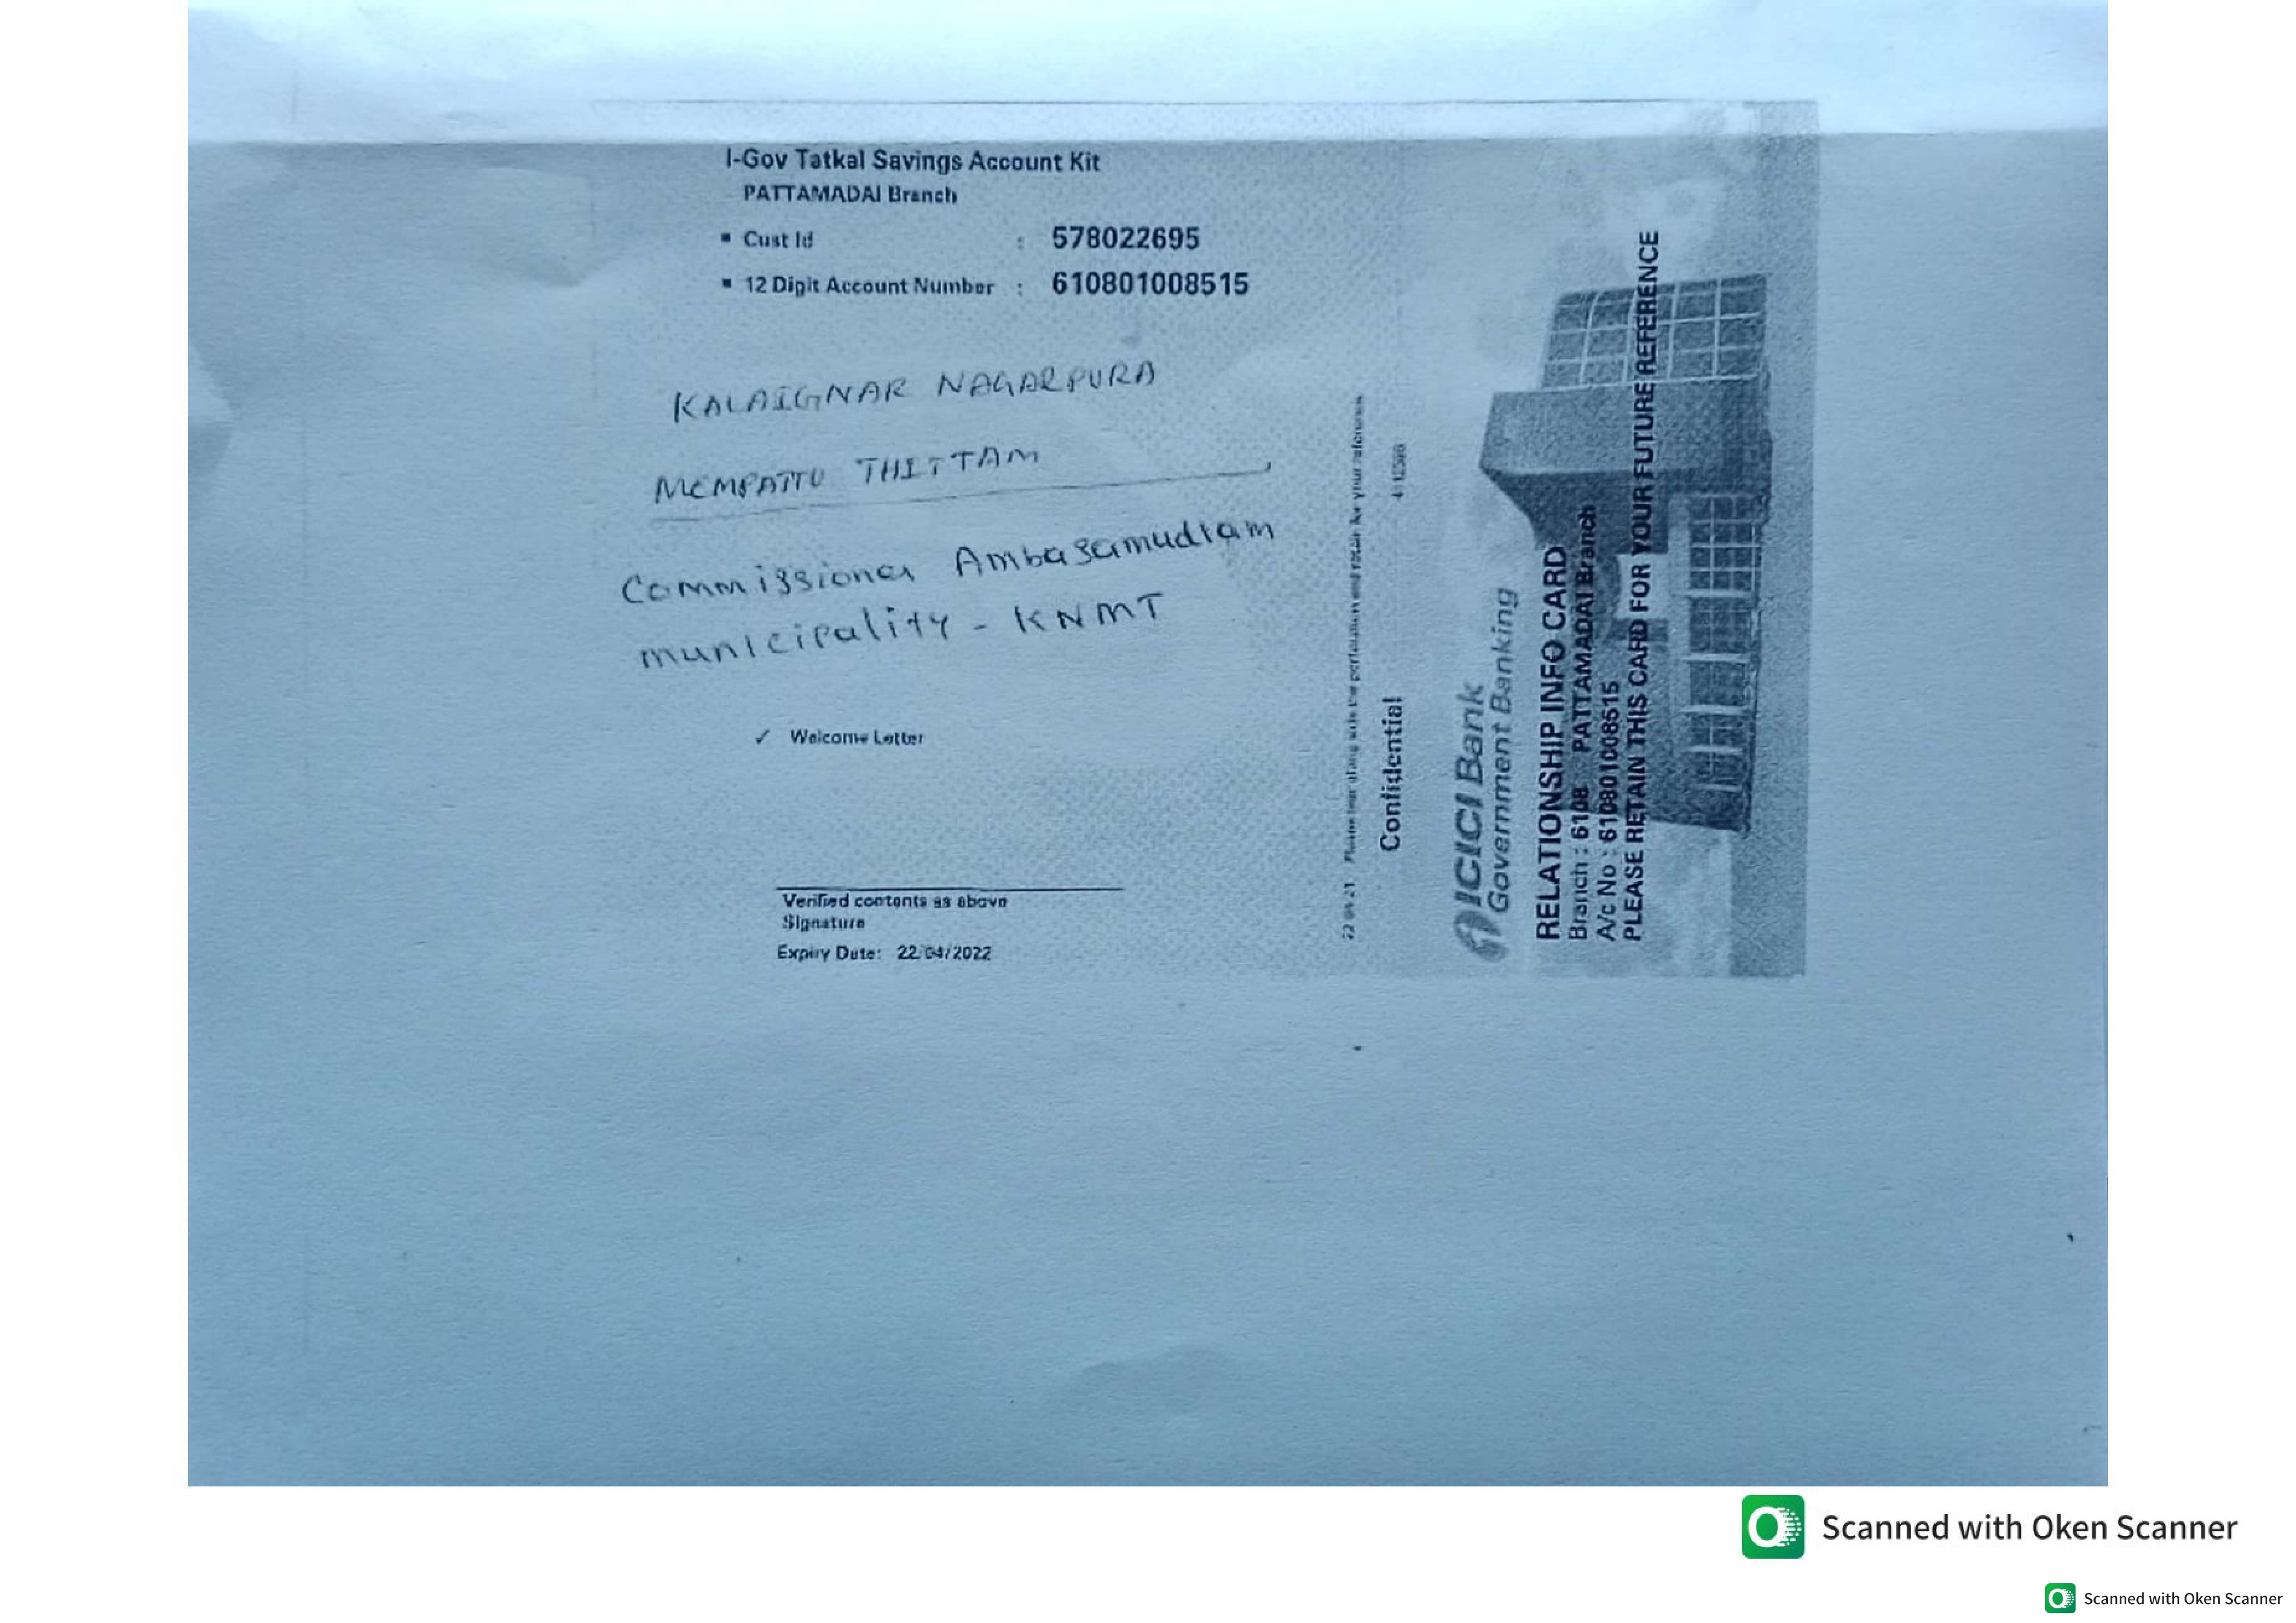 I-Gov Tatkal Savings Account Kit
PATTAMADAI Branch
▪ Cust Id : 578022695
▪ 12 Digit Account Number : 610801008515
KALAIGNAR NAGARPURA
MEMPATTU THITTAM
Commissioner Ambasamudram
municipality - KNMT
✓ Welcome Letter
Verified contents as above
Signature
Expiry Date: 22/04/2022
22 04 21 Please tear along with the perforation and retain for your reference
Confidential
ICICI Bank
Government Banking
RELATIONSHIP INFO CARD
Branch : 6108 PATTAMADAI Branch
A/c No : 610801008515
PLEASE RETAIN THIS CARD FOR YOUR FUTURE REFERENCE
Scanned with Oken Scanner
Scanned with Oken Scanner